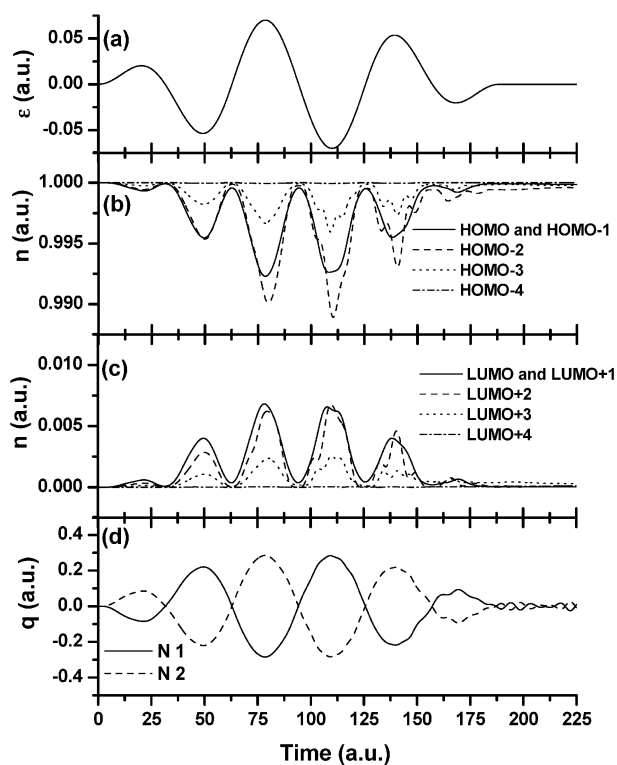 (a)
0.05
0.00
-0.05
ε (a.u.)
(b)
1.000
0.995
0.990
n (a.u.)
HOMO and HOMO-1
HOMO-2
HOMO-3
HOMO-4
(c)
0.010
0.005
0.000
n (a.u.)
LUMO and LUMO+1
LUMO+2
LUMO+3
LUMO+4
(d)
0.4
0.2
0.0
-0.2
-0.4
q (a.u.)
N 1
N 2
0 25 50 75 100 125 150 175 200 225
Time (a.u.)